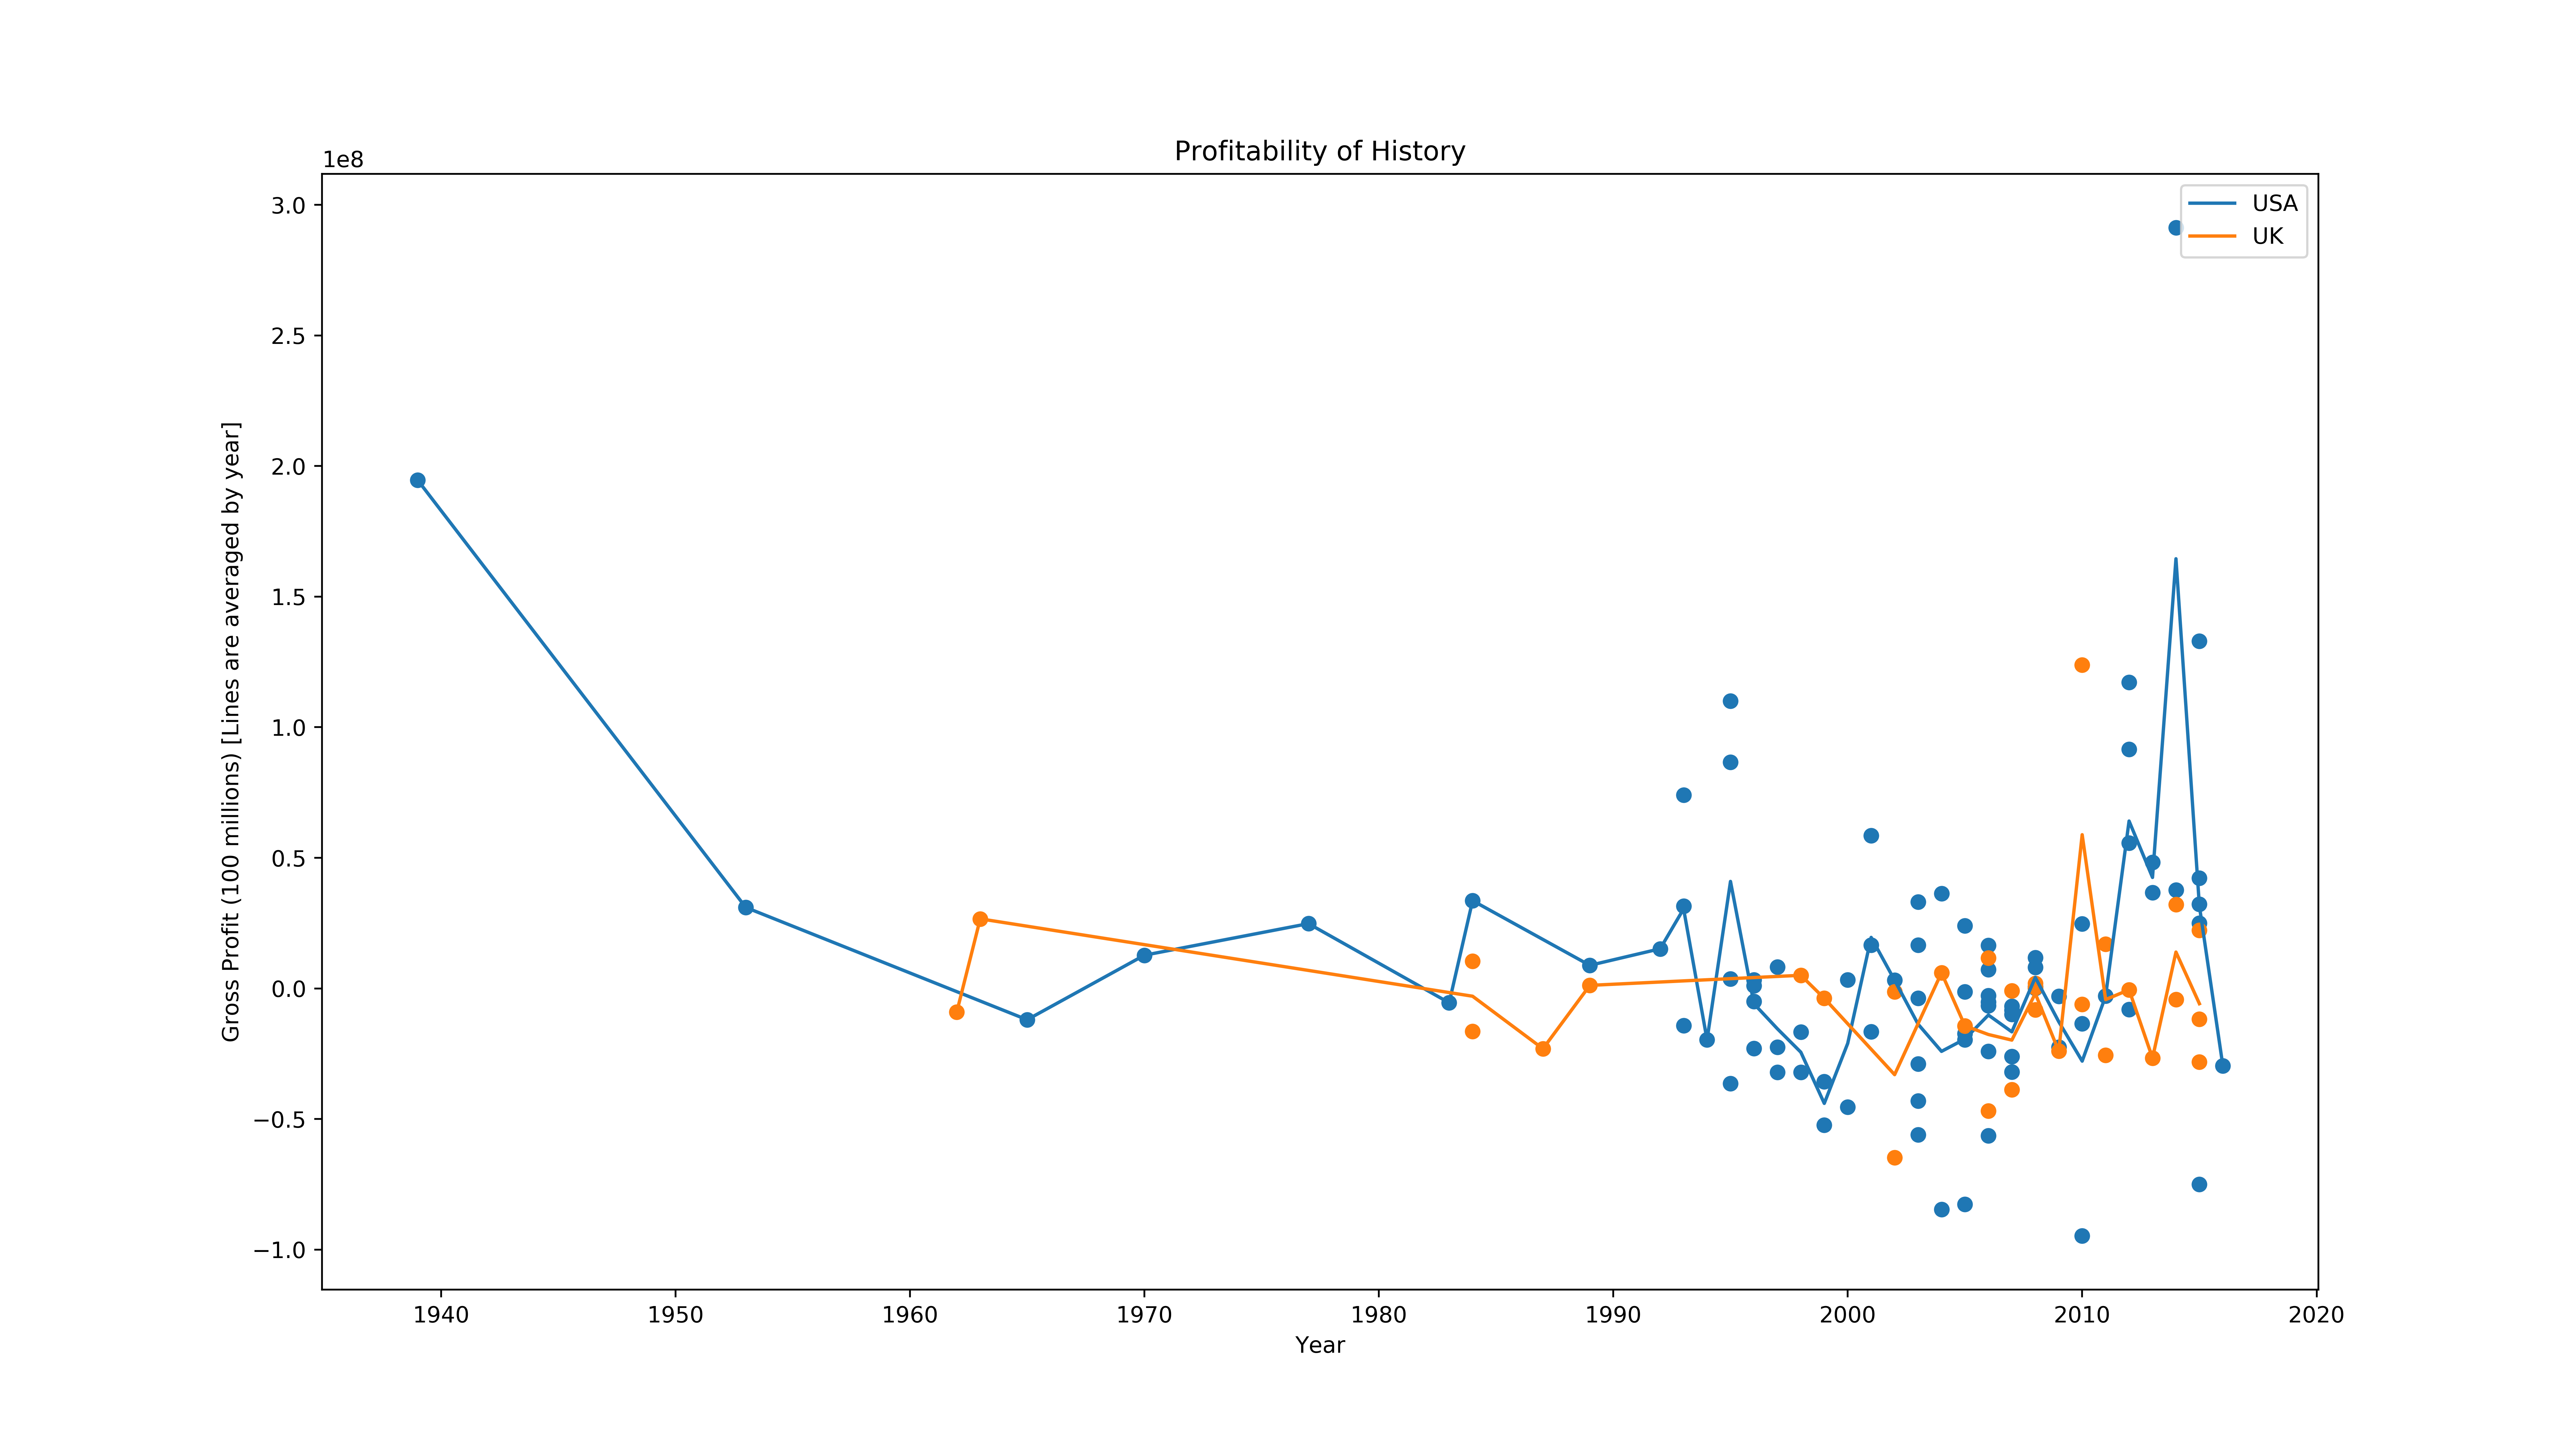 Profitability of History
1e8
3.0
2.5
2.0
1.5
1.0
0.5
0.0
−0.5
−1.0
Gross Profit (100 millions) [Lines are averaged by year]
USA
UK
1940 1950 1960 1970 1980 1990 2000 2010 2020
Year